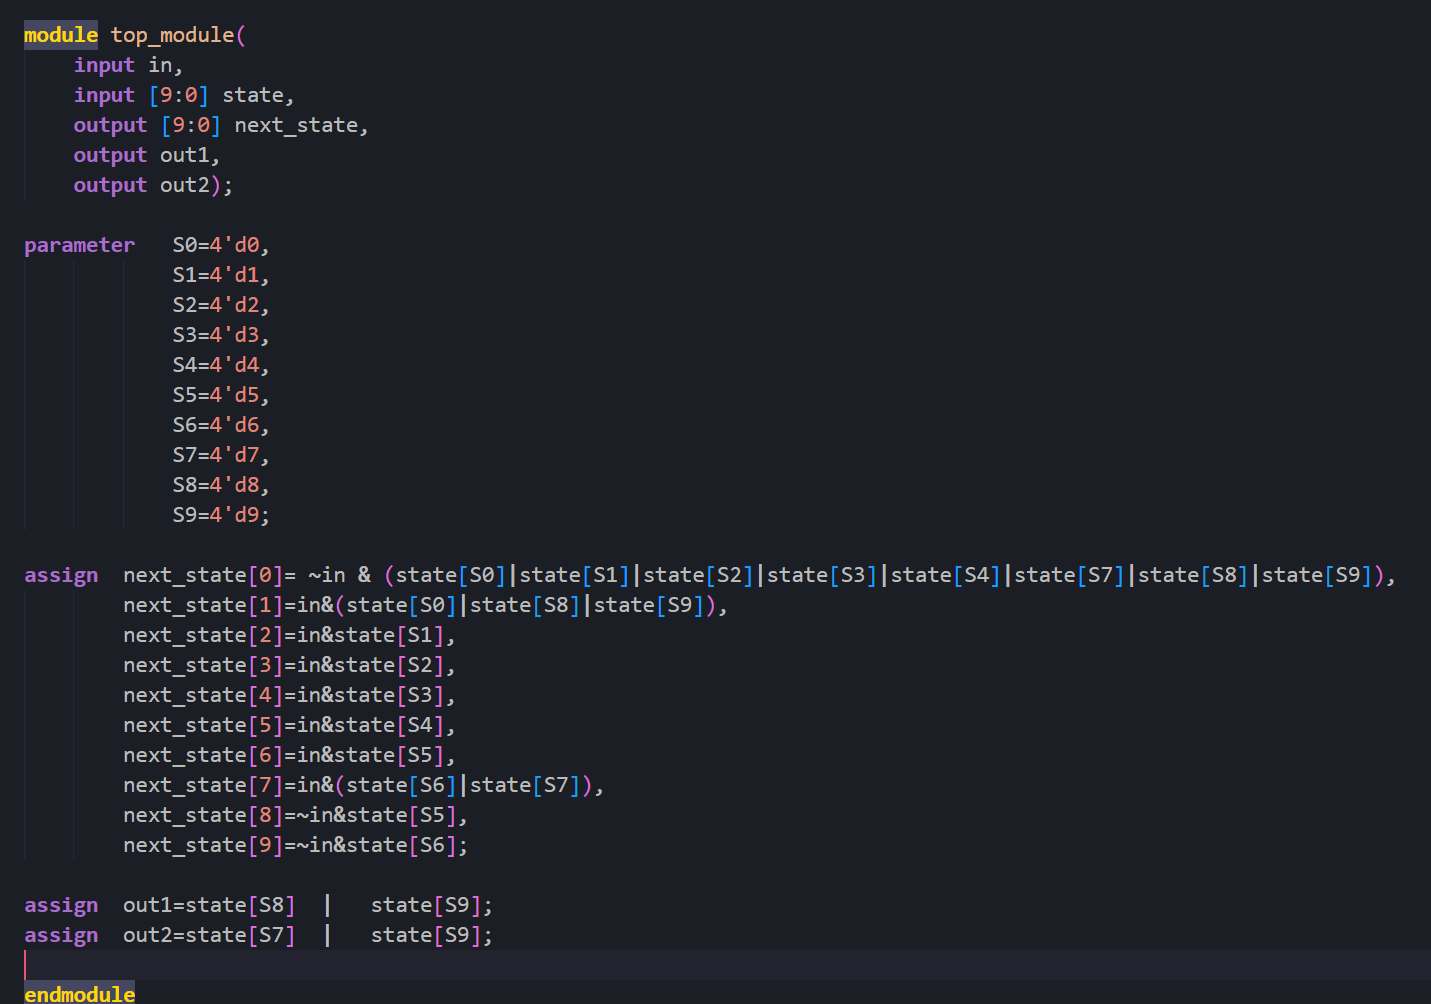 module top_module(
    input in,
    input [9:0] state,
    output [9:0] next_state,
    output out1,
    output out2);

parameter   S0=4'd0,
            S1=4'd1,
            S2=4'd2,
            S3=4'd3,
            S4=4'd4,
            S5=4'd5,
            S6=4'd6,
            S7=4'd7,
            S8=4'd8,
            S9=4'd9;

assign  next_state[0]= ~in & (state[S0]|state[S1]|state[S2]|state[S3]|state[S4]|state[S7]|state[S8]|state[S9]),
        next_state[1]=in&(state[S0]|state[S8]|state[S9]),
        next_state[2]=in&state[S1],
        next_state[3]=in&state[S2],
        next_state[4]=in&state[S3],
        next_state[5]=in&state[S4],
        next_state[6]=in&state[S5],
        next_state[7]=in&(state[S6]|state[S7]),
        next_state[8]=~in&state[S5],
        next_state[9]=~in&state[S6];

assign  out1=state[S8]  |   state[S9];
assign  out2=state[S7]  |   state[S9];

endmodule